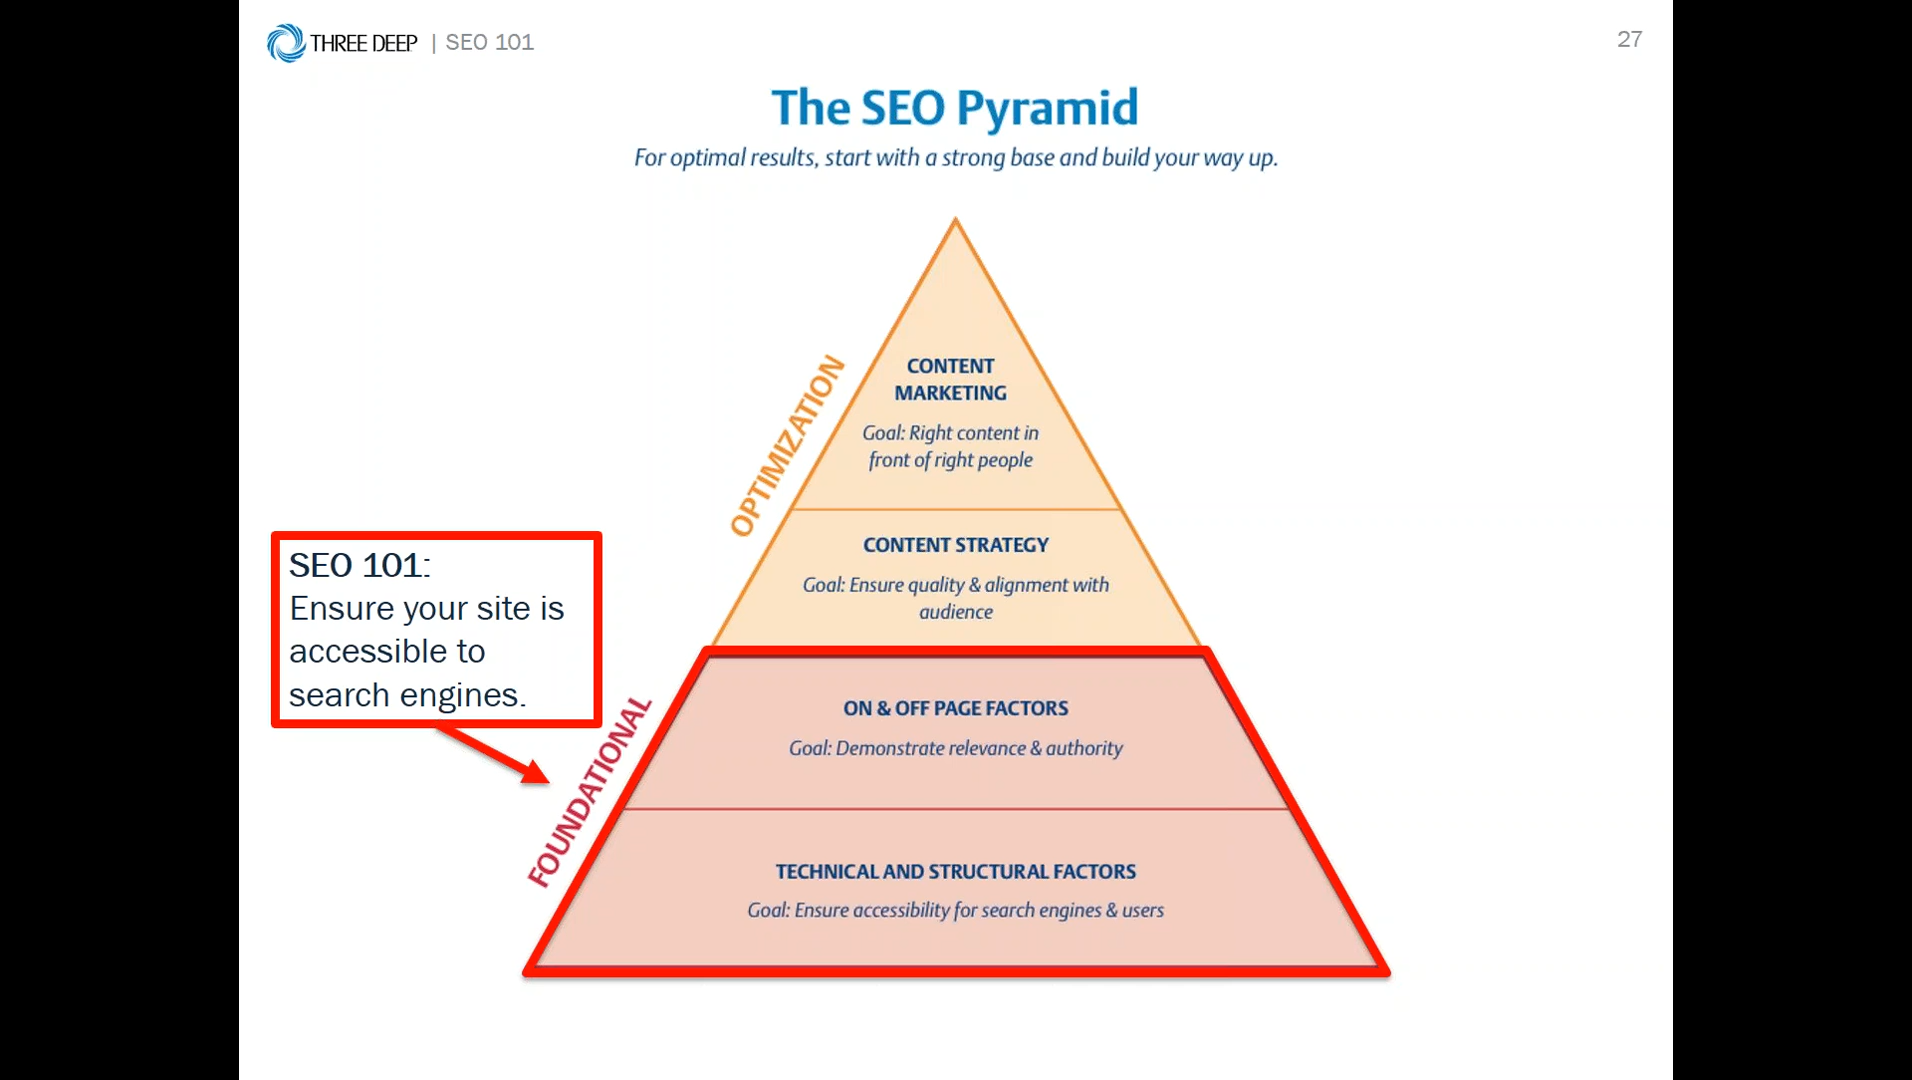 THREE DEEP | SEO 101
27
The SEO Pyramid
For optimal results, start with a strong base and build your way up.
OPTIMIZATION
CONTENT
MARKETING
Goal: Right content in
front of right people
CONTENT STRATEGY
Goal: Ensure quality & alignment with
audience
SEO 101:
Ensure your site is
accessible to
search engines.
FOUNDATIONAL
ON & OFF PAGE FACTORS
Goal: Demonstrate relevance & authority
TECHNICAL AND STRUCTURAL FACTORS
Goal: Ensure accessibility for search engines & users